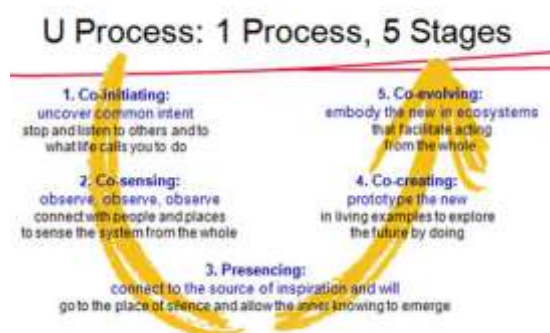 U Process: 1 Process, 5 Stages
1. Co-initiating:
uncover common intent
stop and listen to others and to
what life calls you to do
2. Co-sensing:
observe, observe, observe
connect with people and places
to sense the system from the whole
3. Presencing:
connect to the source of inspiration and will
go to the place of silence and allow the inner knowing to emerge
4. Co-creating:
prototype the new
in living examples to explore
the future by doing
5. Co-evolving:
embody the new in ecosystems
that facilitate acting
from the whole